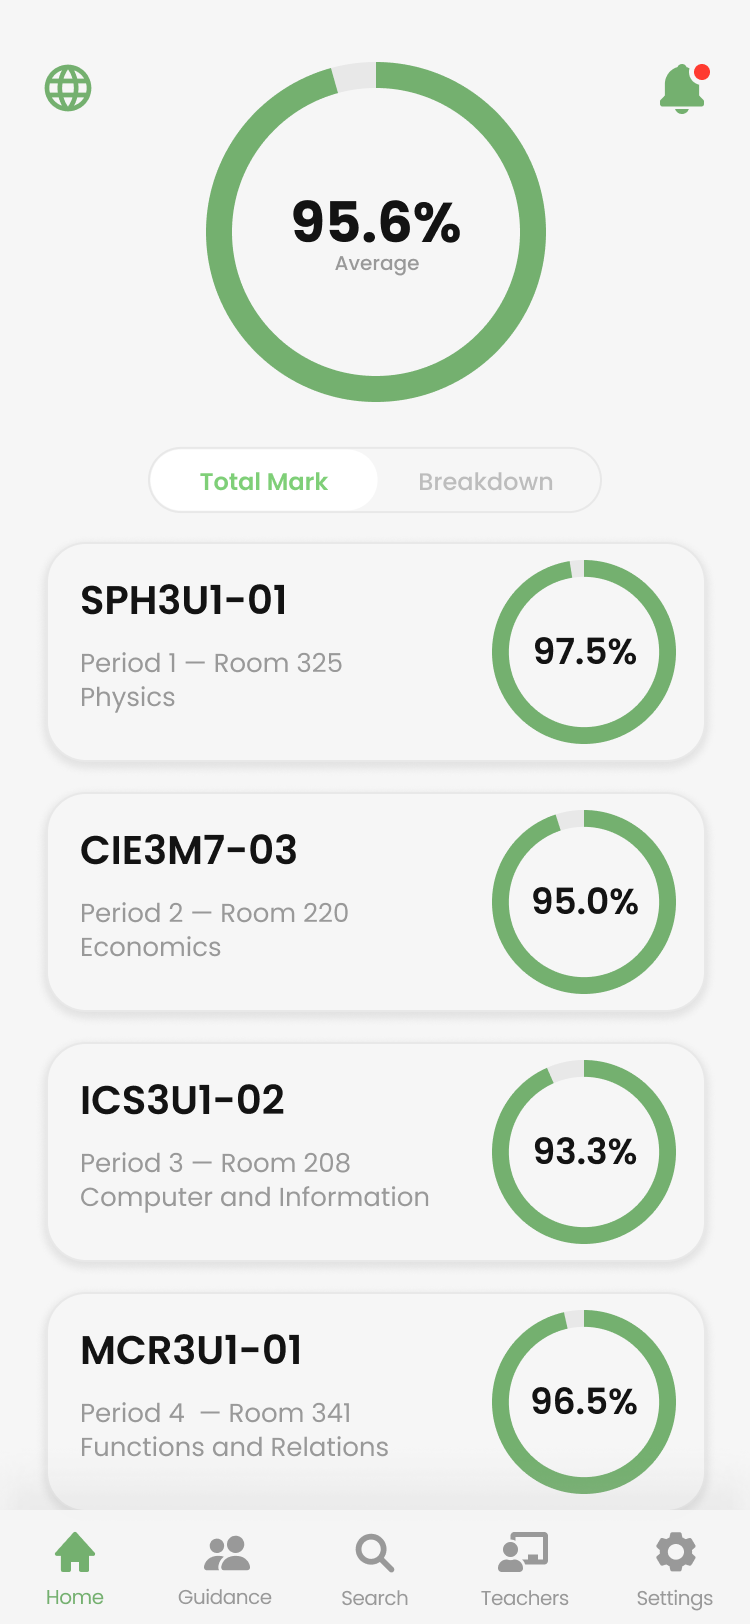 95.6%
Average
Total Mark
Breakdown
SPH3U1-01
Period 1 — Room 325
Physics
97.5%
CIE3M7-03
Period 2 — Room 220
Economics
95.0%
ICS3U1-02
Period 3 — Room 208
Computer and Information
93.3%
MCR3U1-01
Period 4 — Room 341
Functions and Relations
96.5%
Home
Guidance
Search
Teachers
Settings